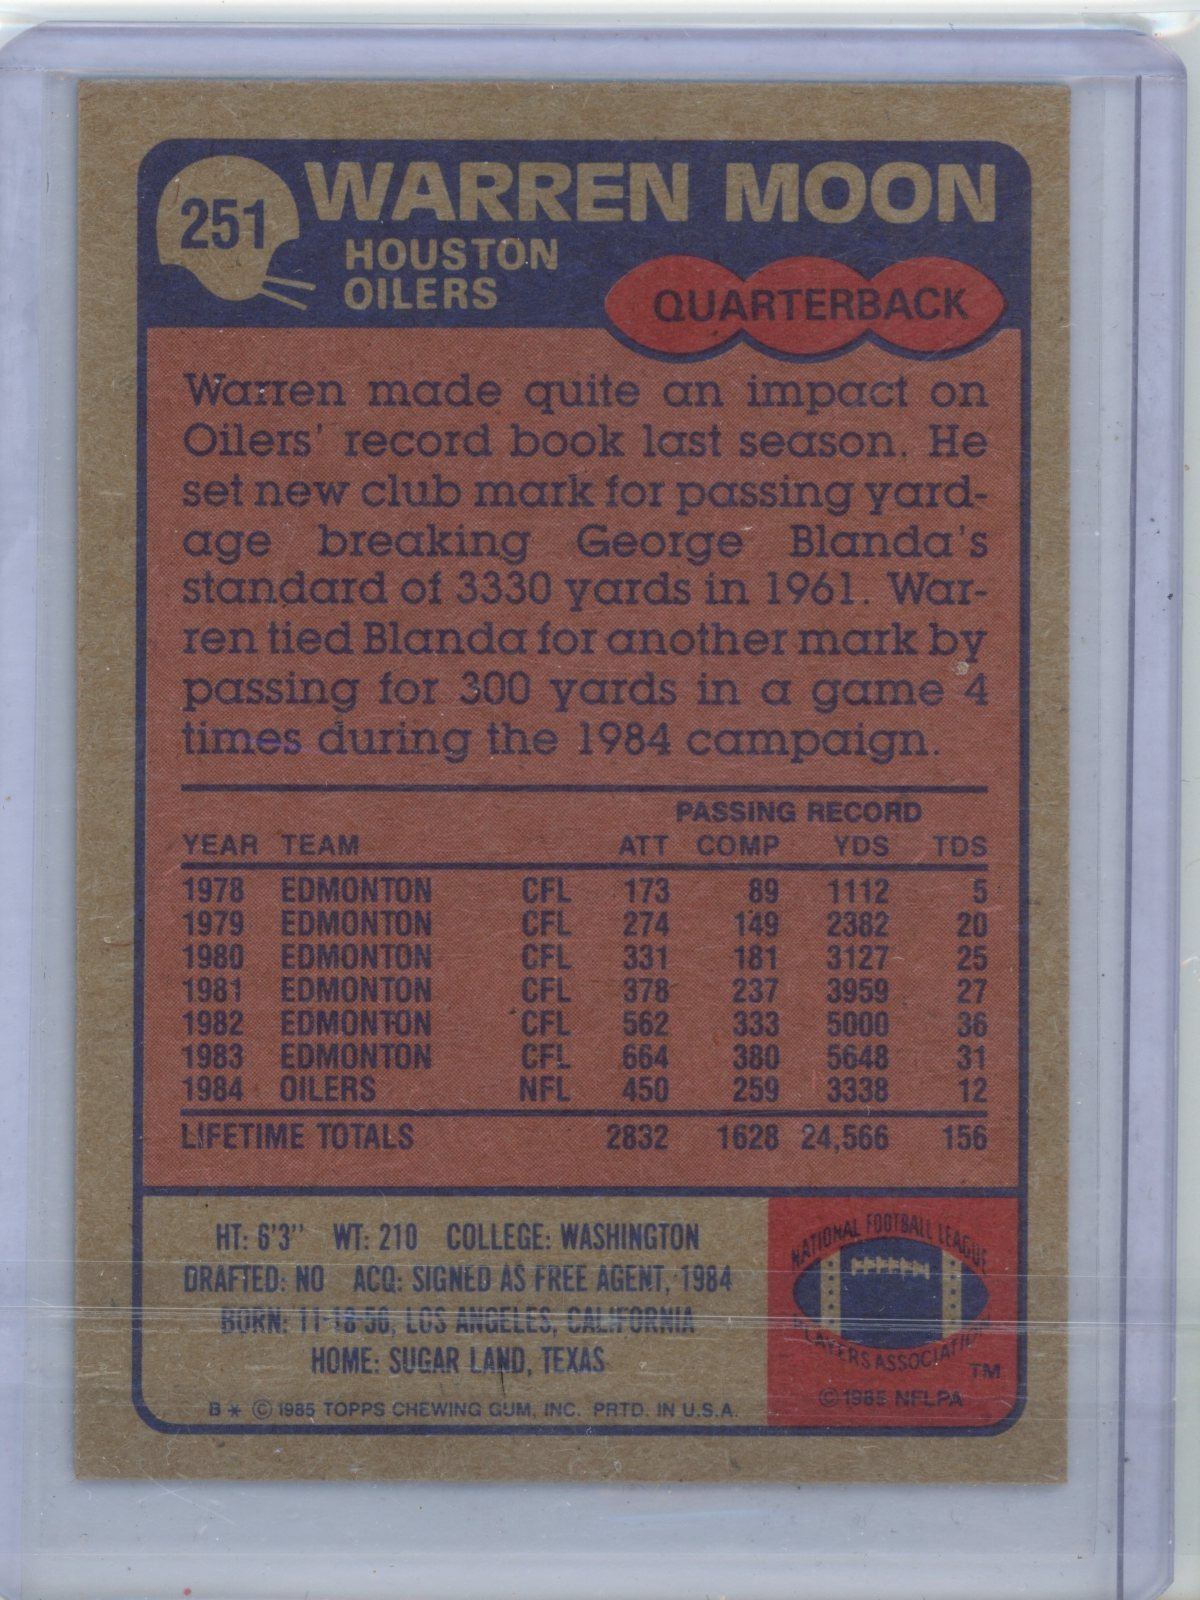 251 WARREN MOON
HOUSTON
OILERS
QUARTERBACK
Warren made quite an impact on
Oilers' record book last season. He
set new club mark for passing yard-
age breaking George Blanda's
standard of 3330 yards in 1961. War-
ren tied Blanda for another mark by
passing for 300 yards in a game 4
times during the 1984 campaign.
PASSING RECORD
YEAR TEAM ATT COMP YDS TDS
1978 EDMONTON CFL 173 89 1112 5
1979 EDMONTON CFL 274 149 2382 20
1980 EDMONTON CFL 331 181 3127 25
1981 EDMONTON CFL 378 237 3959 27
1982 EDMONTON CFL 562 333 5000 36
1983 EDMONTON CFL 664 380 5648 31
1984 OILERS NFL 450 259 3338 12
LIFETIME TOTALS 2832 1628 24,566 156
HT: 6'3" WT: 210 COLLEGE: WASHINGTON
DRAFTED: NO ACQ: SIGNED AS FREE AGENT, 1984
BORN: 11-18-56, LOS ANGELES, CALIFORNIA
HOME: SUGAR LAND, TEXAS
B * © 1985 TOPPS CHEWING GUM, INC. PRTD. IN U.S.A.
NATIONAL FOOTBALL LEAGUE
PLAYERS ASSOCIATION
TM
© 1985 NFLPA